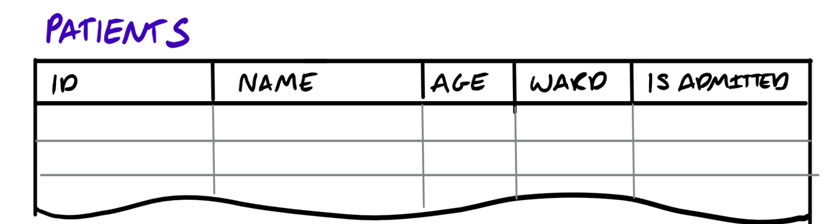 PATIENTS
ID NAME AGE WARD IS ADMITTED